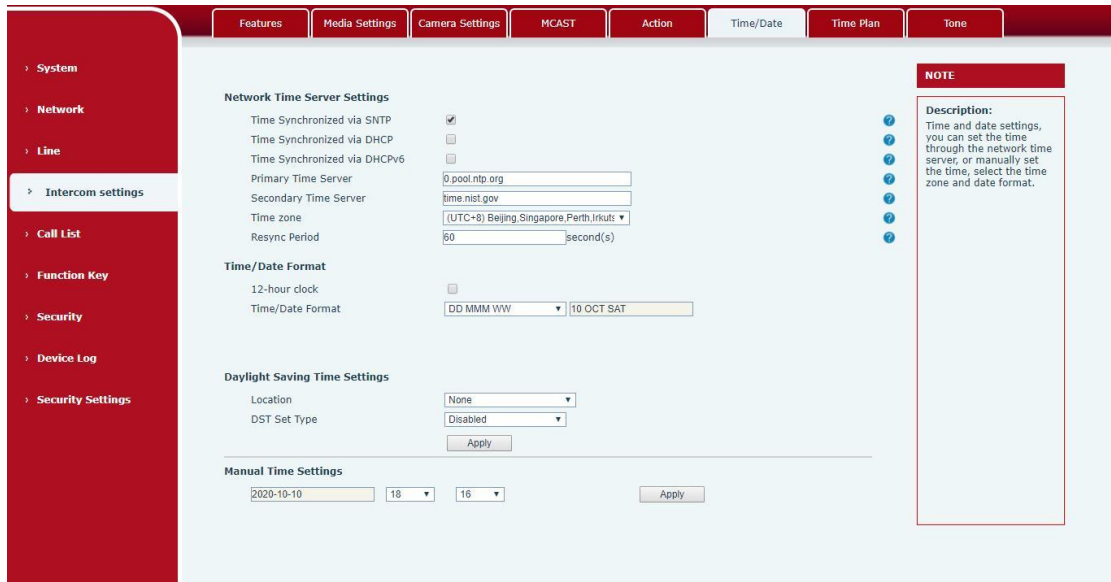 Features Media Settings Camera Settings MCAST Action Time/Date Time Plan Tone
› System
› Network
› Line
› Intercom settings
› Call List
› Function Key
› Security
› Device Log
› Security Settings
Network Time Server Settings
Time Synchronized via SNTP
Time Synchronized via DHCP
Time Synchronized via DHCPv6
Primary Time Server 0.pool.ntp.org
Secondary Time Server time.nist.gov
Time zone (UTC+8) Beijing,Singapore,Perth,Irkuts
Resync Period 60 second(s)
Time/Date Format
12-hour clock
Time/Date Format DD MMM WW 10 OCT SAT
Daylight Saving Time Settings
Location None
DST Set Type Disabled
Apply
Manual Time Settings
2020-10-10 18 16 Apply
NOTE
Description:
Time and date settings,
you can set the time
through the network time
server, or manually set
the time, select the time
zone and date format.